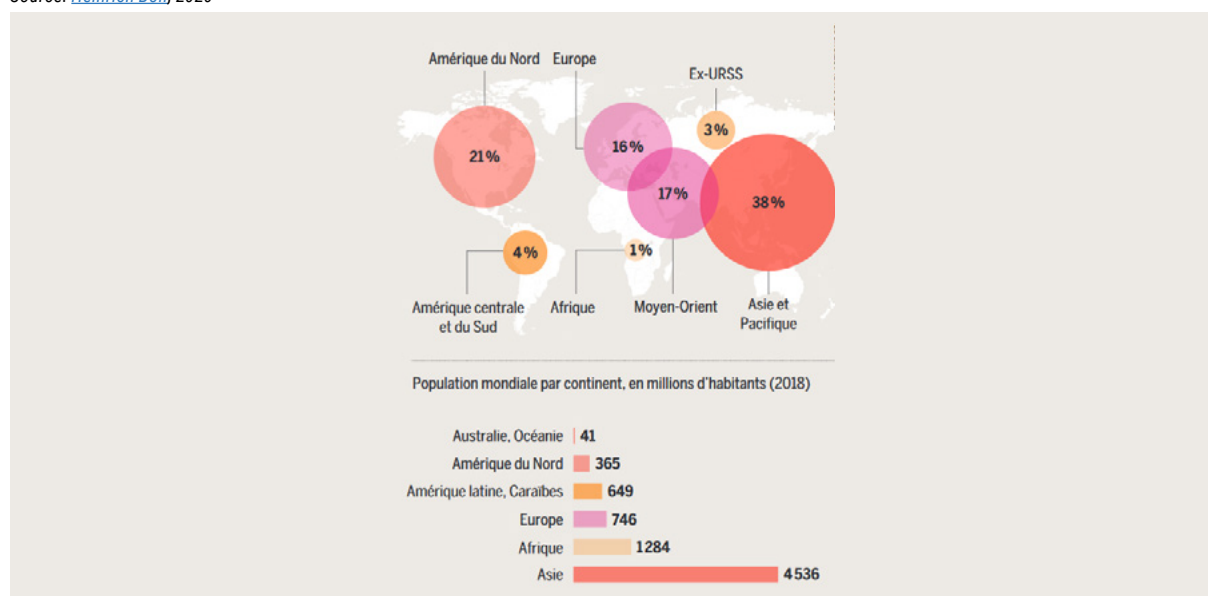 Amérique du Nord
Europe
Ex-URSS
3%
16%
21%
17%
38%
4%
1%
Amérique centrale
et du Sud
Afrique
Moyen-Orient
Asie et
Pacifique
Population mondiale par continent, en millions d'habitants (2018)
Australie, Océanie 41
Amérique du Nord 365
Amérique latine, Caraïbes 649
Europe 746
Afrique 1284
Asie 4536